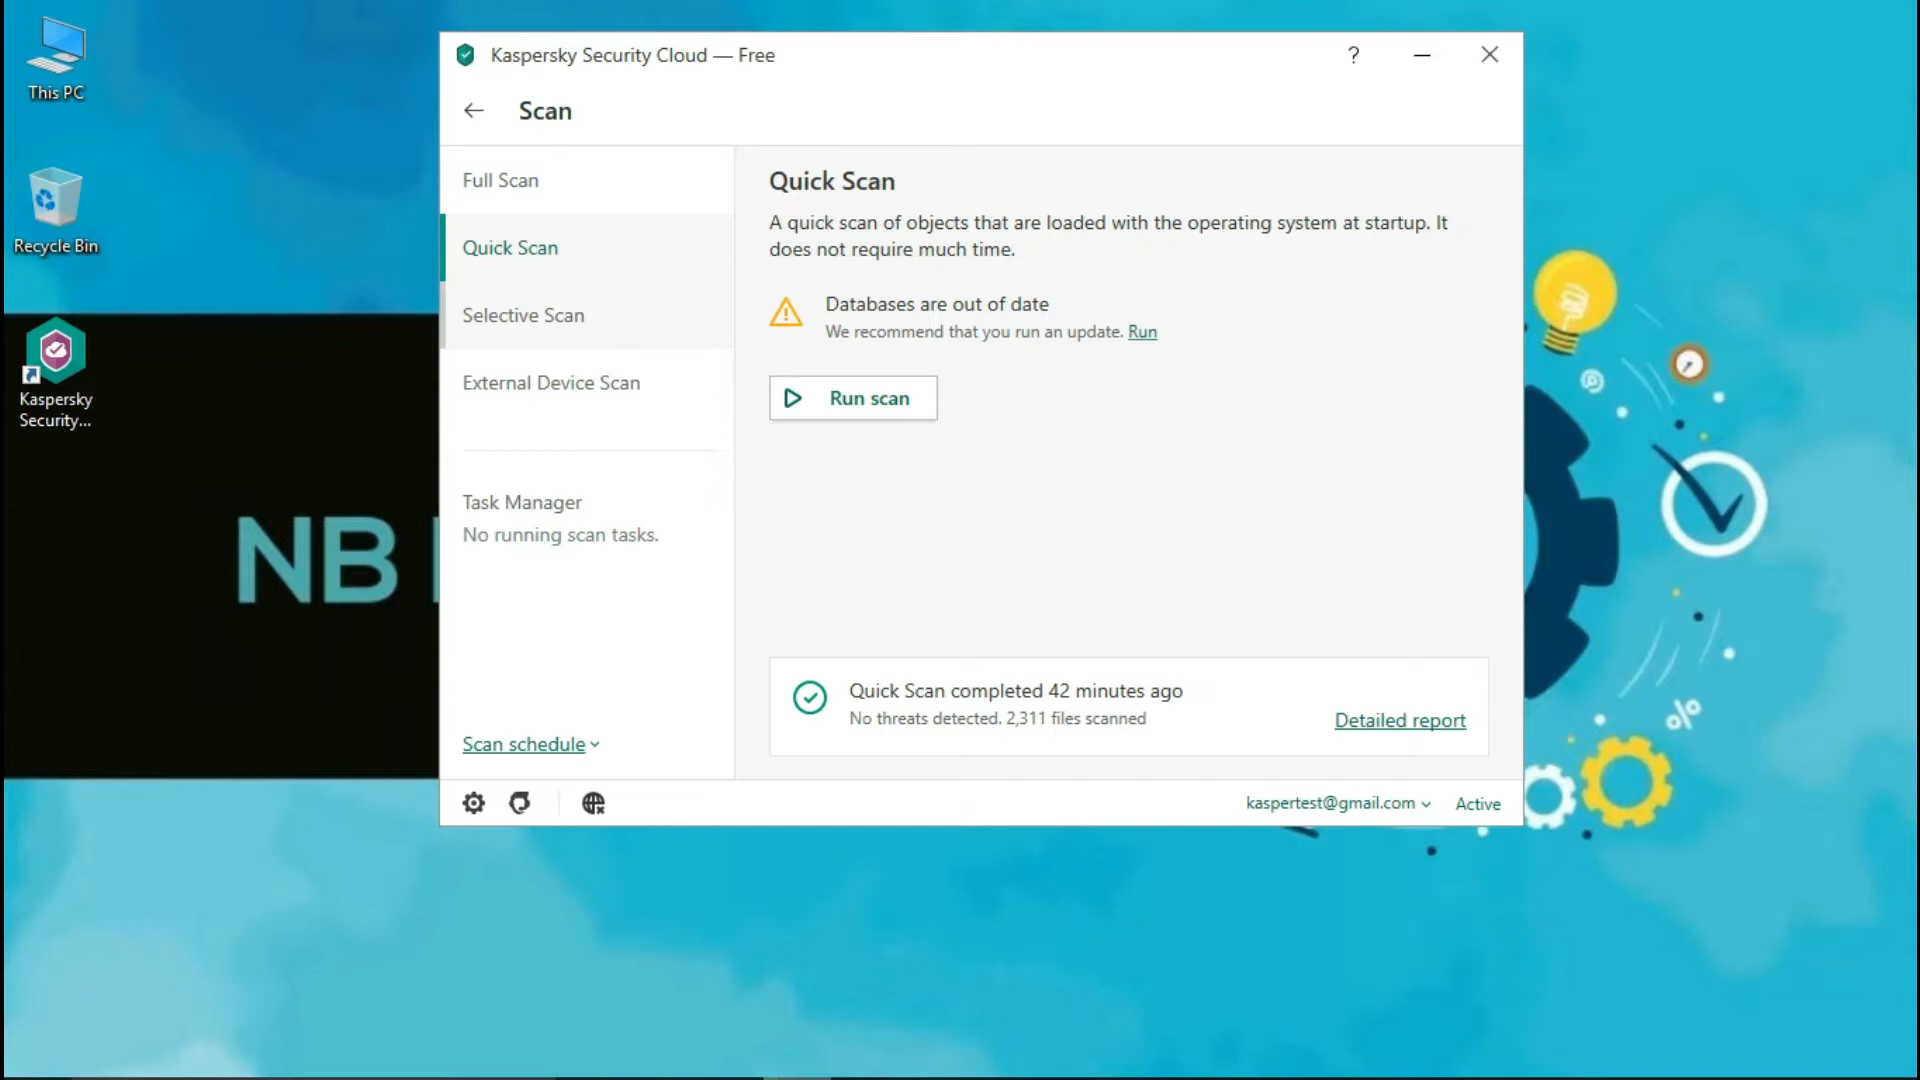 This PC
Recycle Bin
Kaspersky
Security...
NB
Kaspersky Security Cloud — Free
?
Scan
Full Scan
Quick Scan
Selective Scan
External Device Scan
Task Manager
No running scan tasks.
Scan schedule
Quick Scan
A quick scan of objects that are loaded with the operating system at startup. It
does not require much time.
Databases are out of date
We recommend that you run an update. Run
Run scan
Quick Scan completed 42 minutes ago
No threats detected. 2,311 files scanned
Detailed report
kaspertest@gmail.com
Active
%